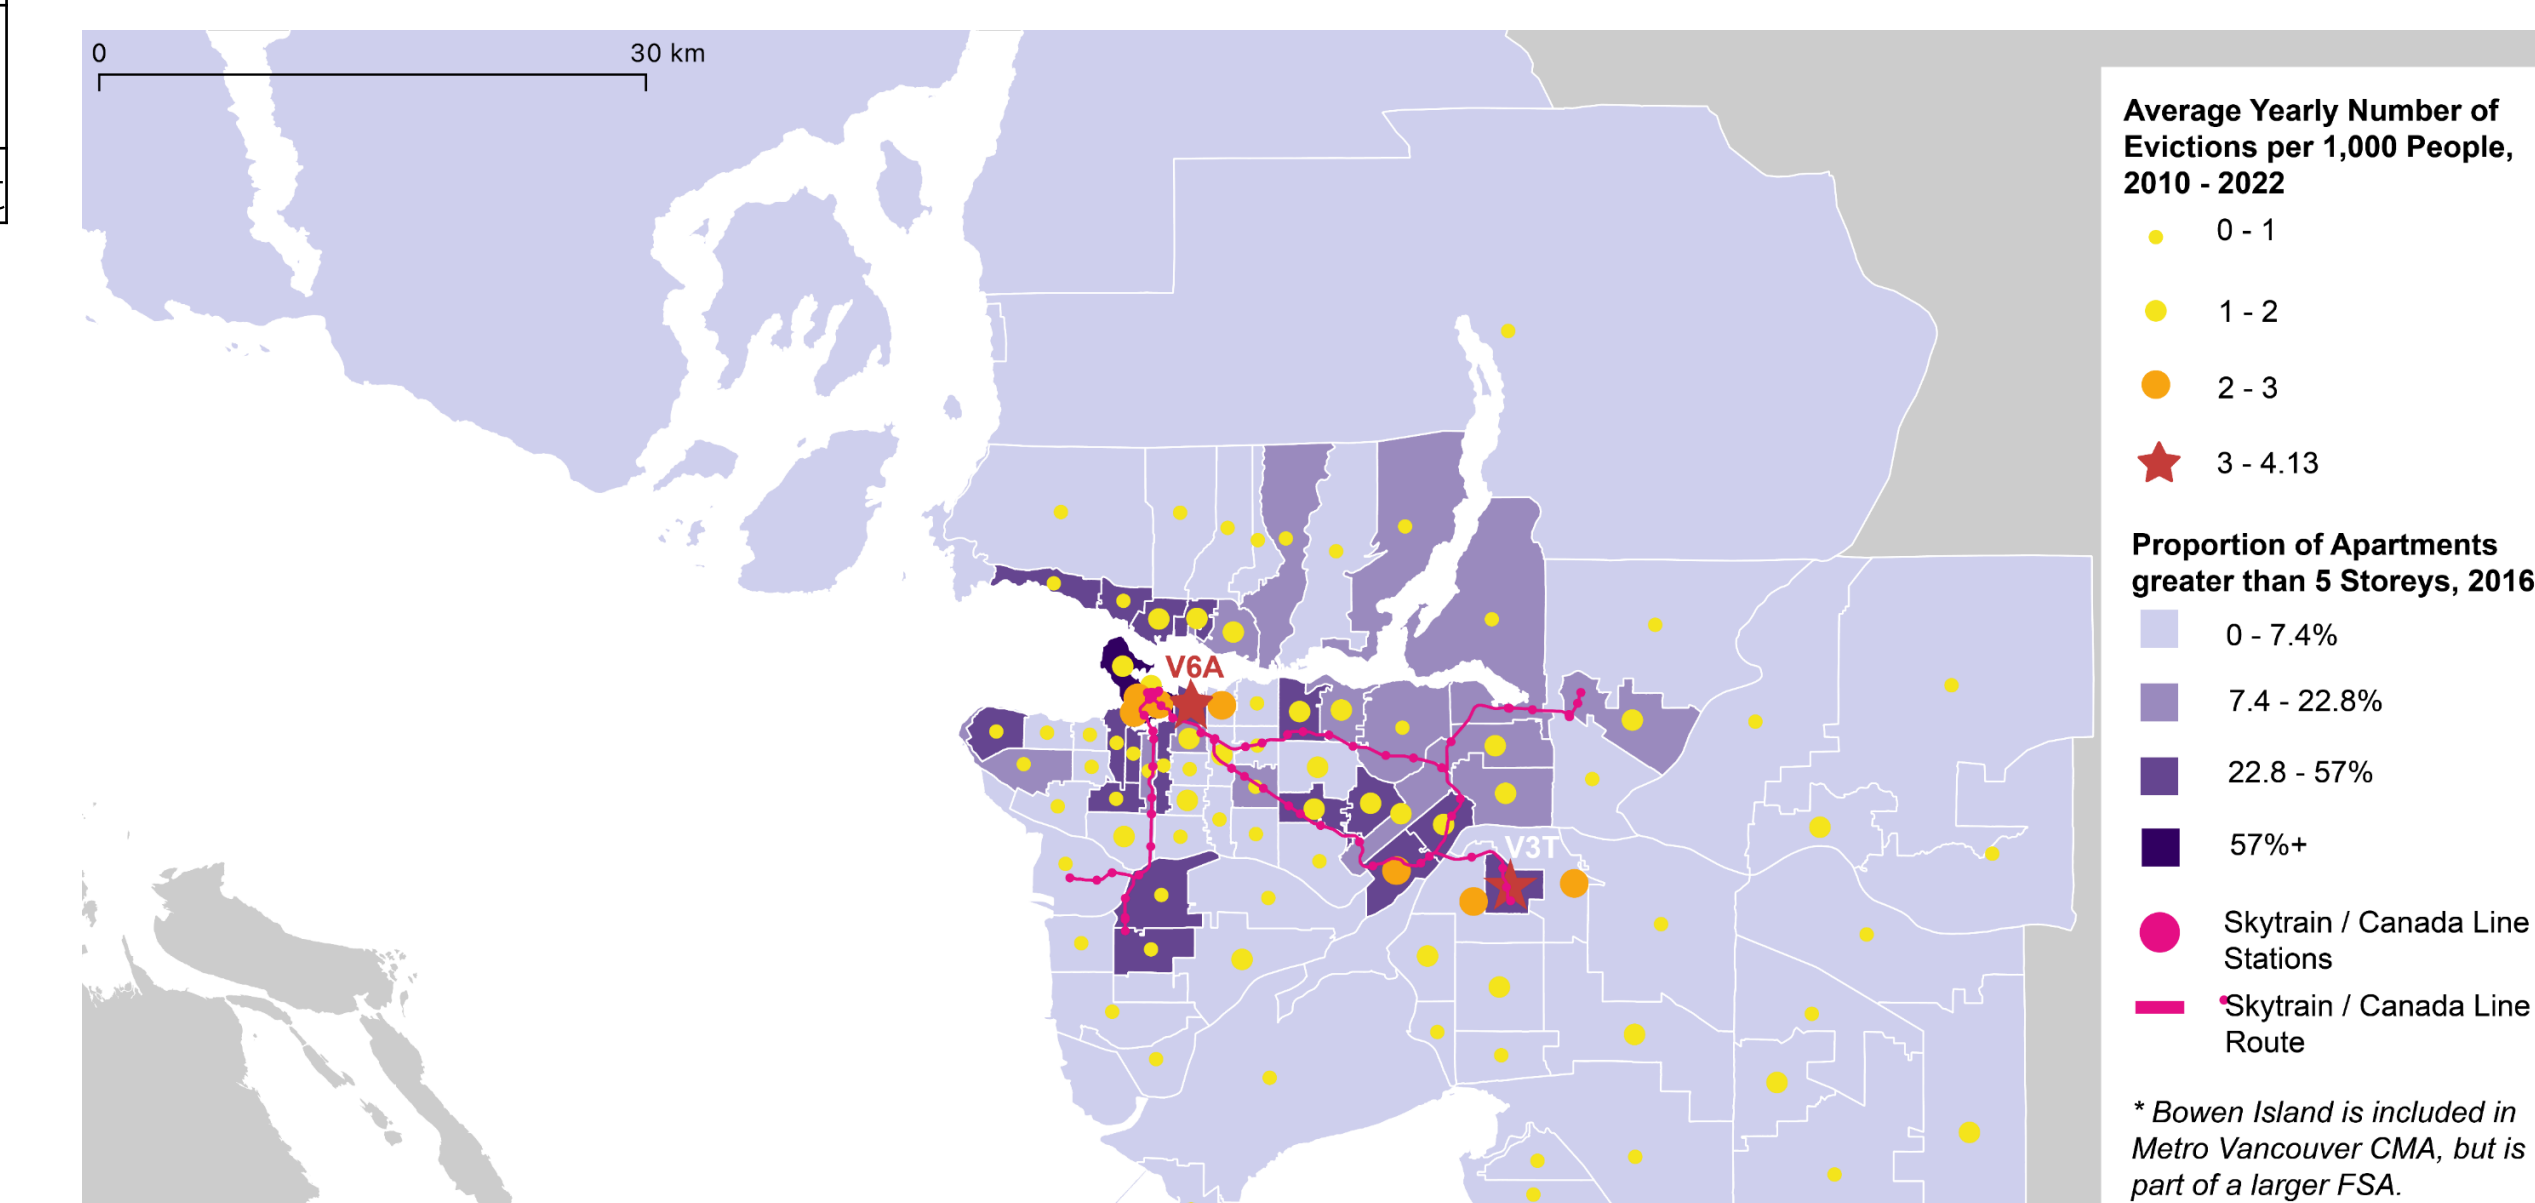 0 30 km
V6A
V3T
Average Yearly Number of
Evictions per 1,000 People,
2010 - 2022
0 - 1
1 - 2
2 - 3
3 - 4.13
Proportion of Apartments
greater than 5 Storeys, 2016
0 - 7.4%
7.4 - 22.8%
22.8 - 57%
57%+
Skytrain / Canada Line
Stations
Skytrain / Canada Line
Route
* Bowen Island is included in
Metro Vancouver CMA, but is
part of a larger FSA.